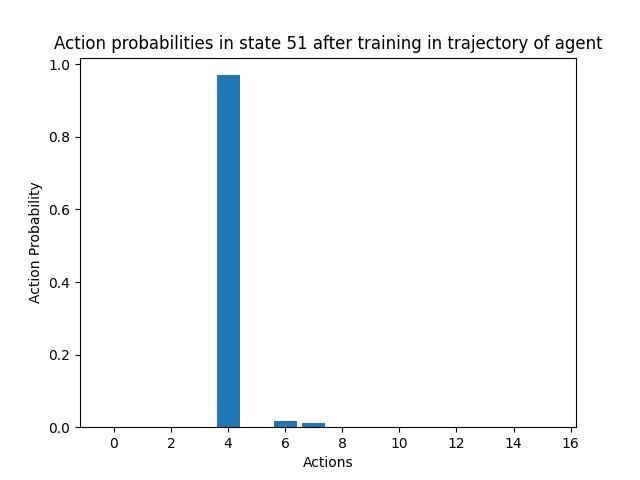 Action probabilities in state 51 after training in trajectory of agent
1.0
0.8
0.6
0.4
0.2
0.0
Action Probability
0 2 4 6 8 10 12 14 16
Actions